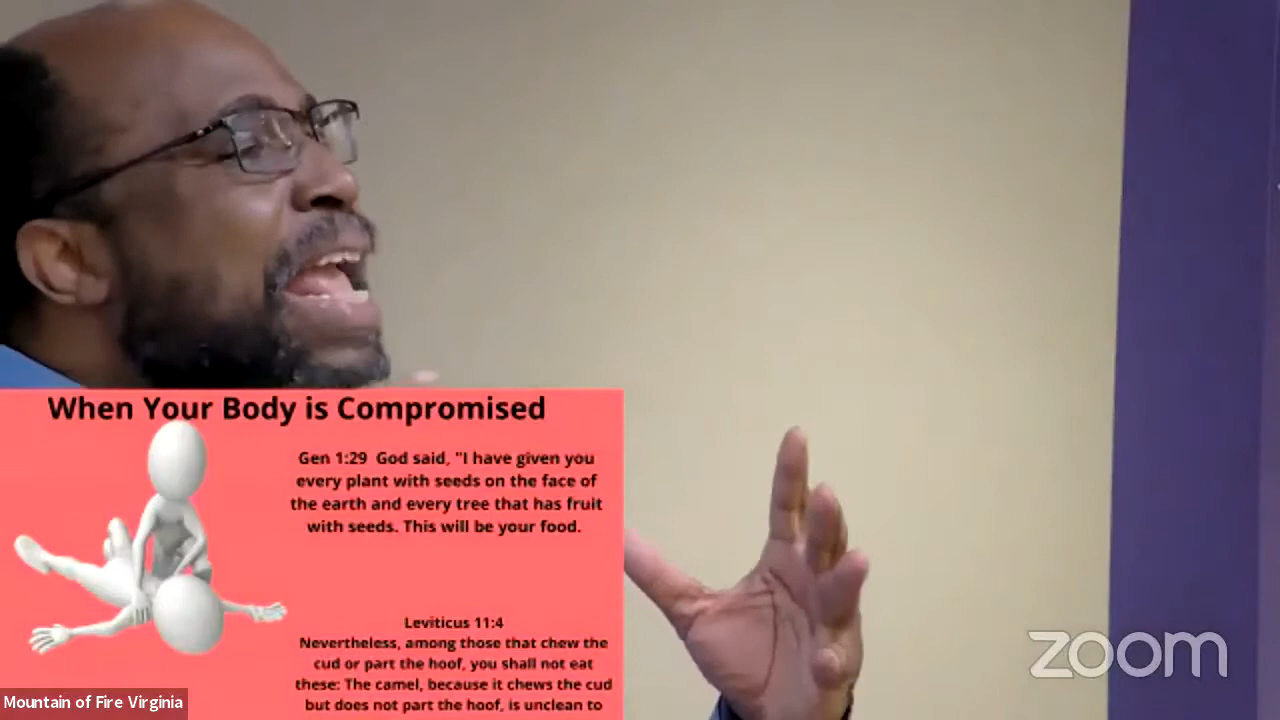 When Your Body is Compromised
Gen 1:29 God said, "I have given you
every plant with seeds on the face of
the earth and every tree that has fruit
with seeds. This will be your food.
Leviticus 11:4
Nevertheless, among those that chew the
cud or part the hoof, you shall not eat
these: The camel, because it chews the cud
but does not part the hoof, is unclean to
Mountain of Fire Virginia
zoom